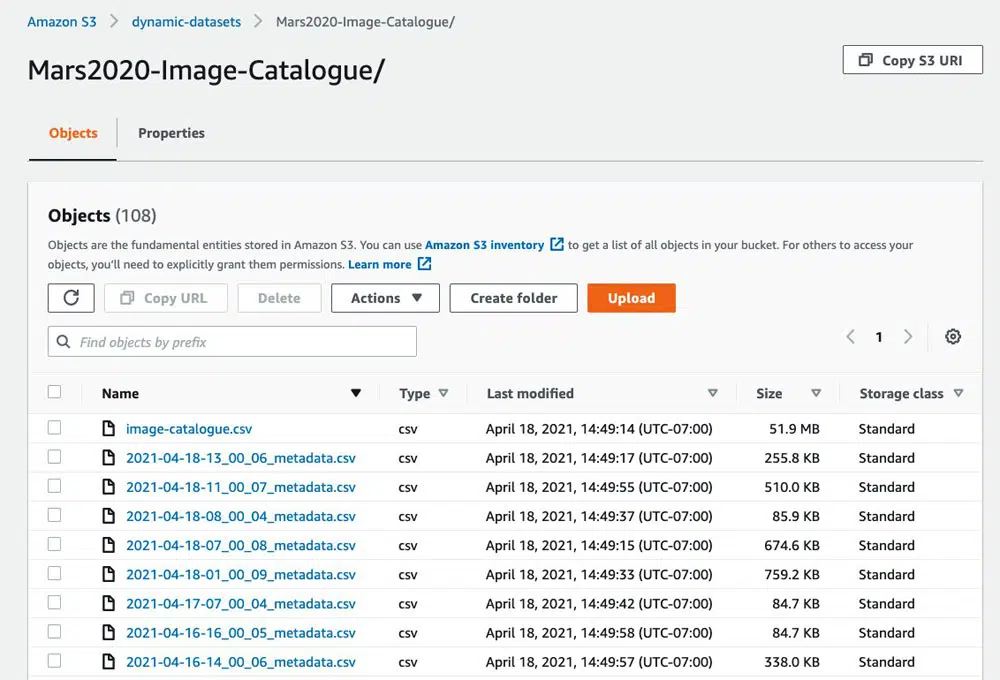 Amazon S3 > dynamic-datasets > Mars2020-Image-Catalogue/
Mars2020-Image-Catalogue/
Copy S3 URI
Objects Properties
Objects (108)
Objects are the fundamental entities stored in Amazon S3. You can use Amazon S3 inventory to get a list of all objects in your bucket. For others to access your
objects, you'll need to explicitly grant them permissions. Learn more
Copy URL Delete Actions Create folder Upload
Find objects by prefix
1
Name Type Last modified Size Storage class
image-catalogue.csv csv April 18, 2021, 14:49:14 (UTC-07:00) 51.9 MB Standard
2021-04-18-13_00_06_metadata.csv csv April 18, 2021, 14:49:17 (UTC-07:00) 255.8 KB Standard
2021-04-18-11_00_07_metadata.csv csv April 18, 2021, 14:49:55 (UTC-07:00) 510.0 KB Standard
2021-04-18-08_00_04_metadata.csv csv April 18, 2021, 14:49:37 (UTC-07:00) 85.9 KB Standard
2021-04-18-07_00_08_metadata.csv csv April 18, 2021, 14:49:15 (UTC-07:00) 674.6 KB Standard
2021-04-18-01_00_09_metadata.csv csv April 18, 2021, 14:49:33 (UTC-07:00) 759.2 KB Standard
2021-04-17-07_00_04_metadata.csv csv April 18, 2021, 14:49:42 (UTC-07:00) 84.7 KB Standard
2021-04-16-16_00_05_metadata.csv csv April 18, 2021, 14:49:58 (UTC-07:00) 84.7 KB Standard
2021-04-16-14_00_06_metadata.csv csv April 18, 2021, 14:49:57 (UTC-07:00) 338.0 KB Standard